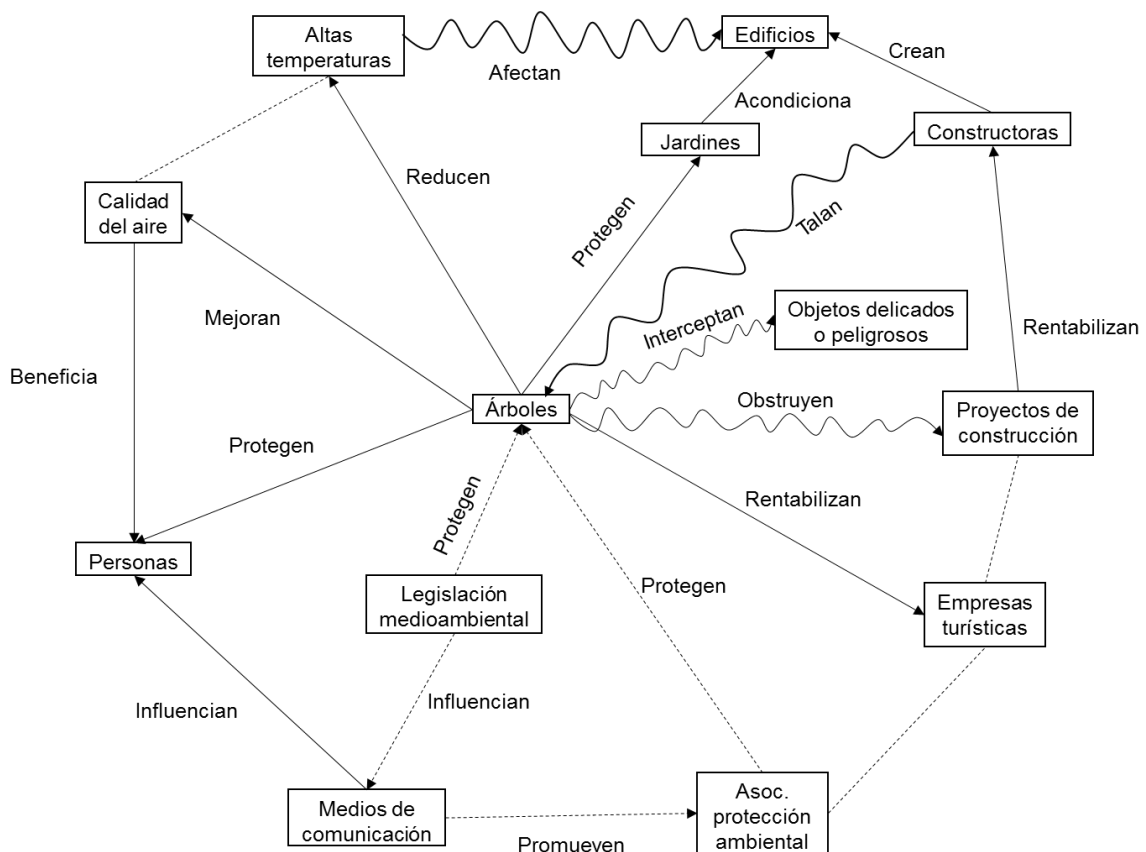 Altas
temperaturas
Afectan
Edificios
Crean
Acondiciona
Jardines
Constructoras
Reducen
Calidad
del aire
Protegen
Talan
Interceptan
Objetos delicados
o peligrosos
Mejoran
Rentabilizan
Beneficia
Árboles
Obstruyen
Proyectos de
construcción
Protegen
Rentabilizan
Protegen
Personas
Protegen
Legislación
medioambiental
Empresas
turísticas
Influencian
Influencian
Medios de
comunicación
Promueven
Asoc.
protección
ambiental